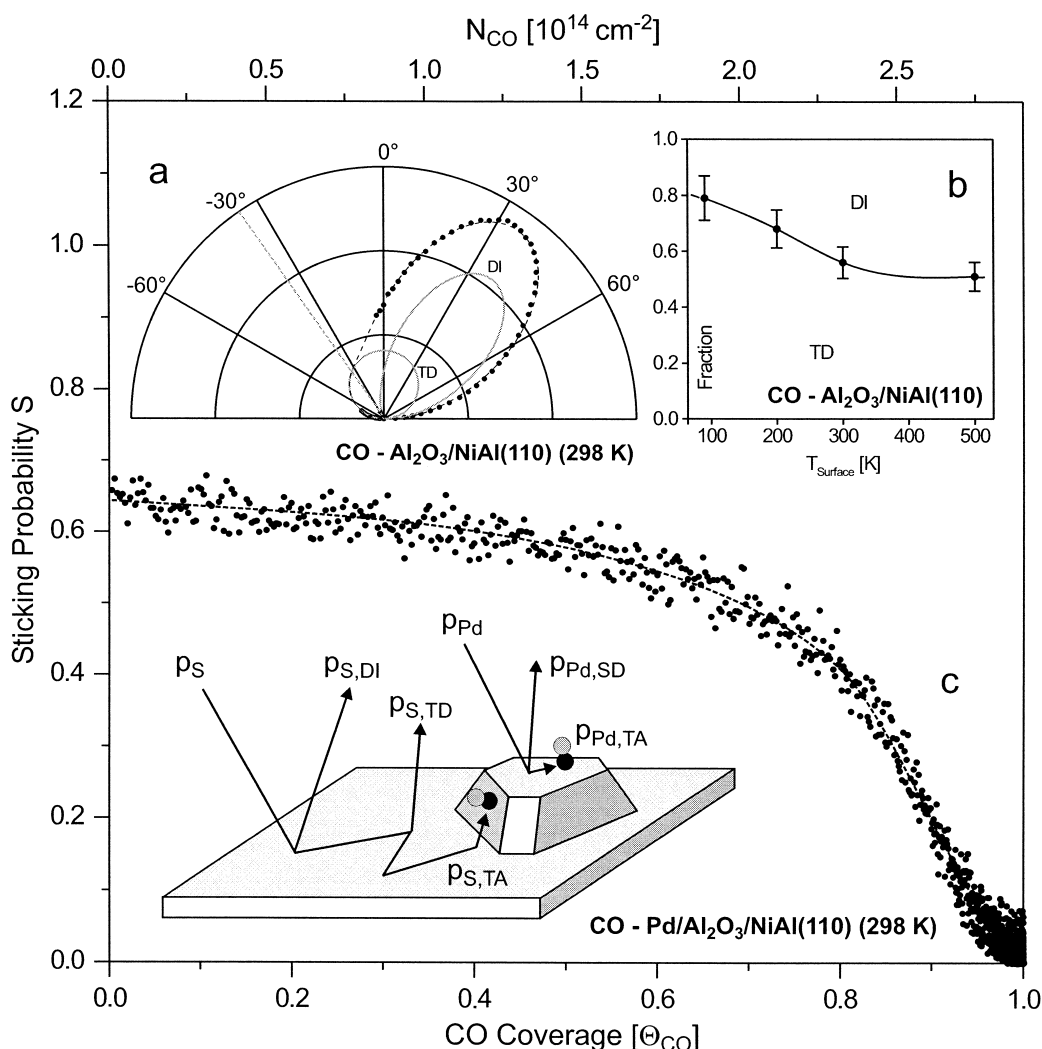 N_CO [10^14 cm^-2]
0.0 0.5 1.0 1.5 2.0 2.5
1.2
1.0
0.8
0.6
0.4
0.2
0.0
Sticking Probability S
a
0°
-30°
30°
-60°
60°
DI
TD
CO - Al₂O₃/NiAl(110) (298 K)
1.0
0.8
0.6
0.4
0.2
0.0
b
DI
TD
Fraction
CO - Al₂O₃/NiAl(110)
100 200 300 400 500
T_Surface [K]
c
p_Pd
p_S
p_S,DI
p_Pd,SD
p_S,TD
p_Pd,TA
p_S,TA
CO - Pd/Al₂O₃/NiAl(110) (298 K)
0.0 0.2 0.4 0.6 0.8 1.0
CO Coverage [Θ_CO]